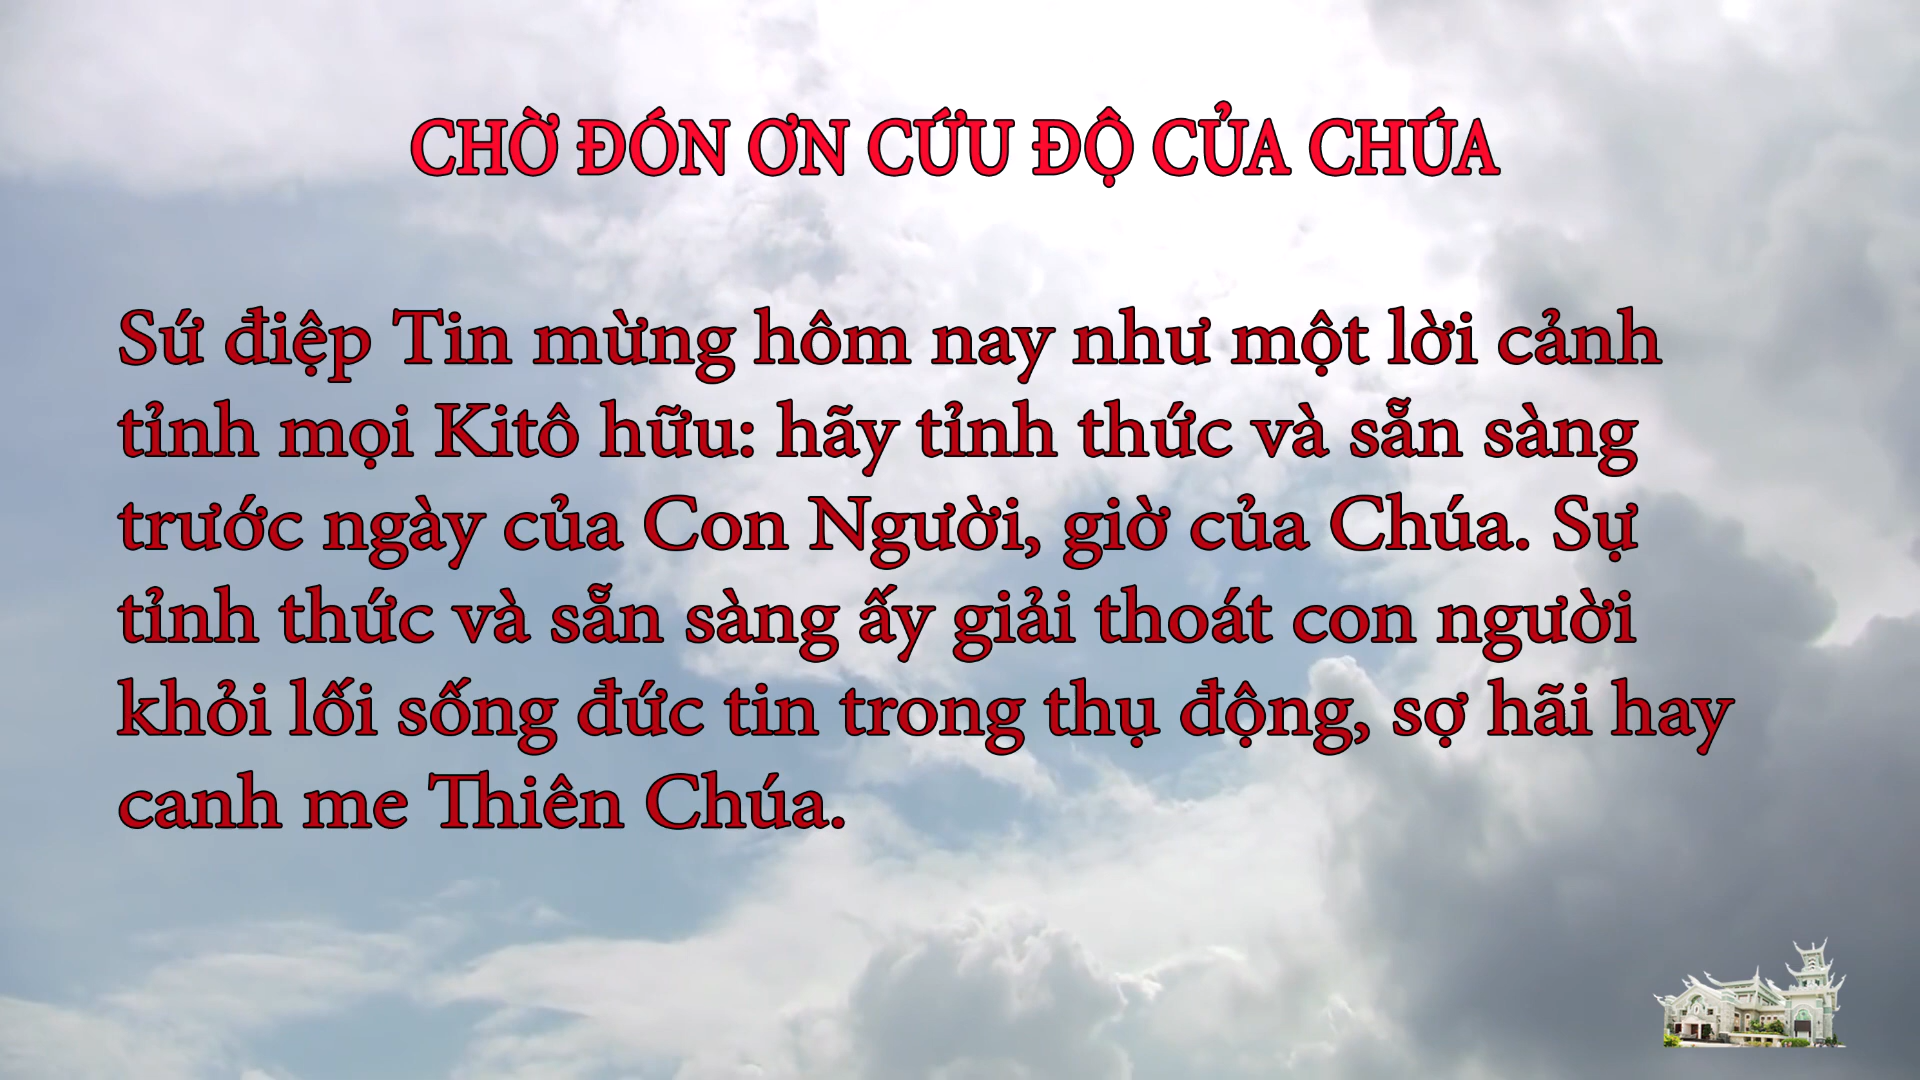 CHỜ ĐÓN ƠN CỨU ĐỘ CỦA CHÚA
Sứ điệp Tin mừng hôm nay như một lời cảnh
tỉnh mọi Kitô hữu: hãy tỉnh thức và sẵn sàng
trước ngày của Con Người, giờ của Chúa. Sự
tỉnh thức và sẵn sàng ấy giải thoát con người
khỏi lối sống đức tin trong thụ động, sợ hãi hay
canh me Thiên Chúa.